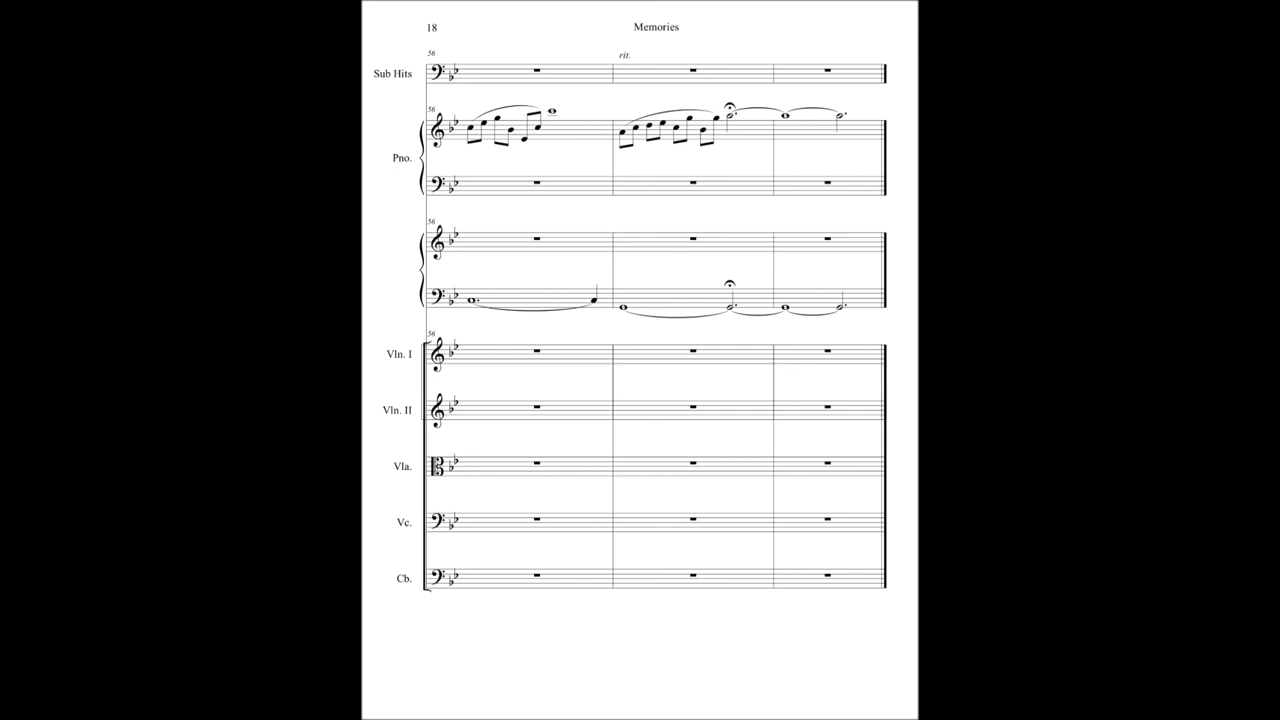 18 Memories
56 rit.
Sub Hits
56
Pno.
56
56
Vln. I
Vln. II
Vla.
Vc.
Cb.